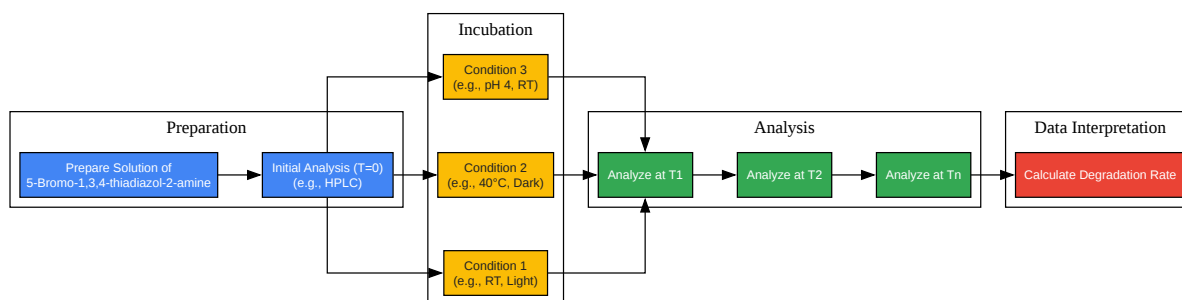 Preparation
Prepare Solution of
5-Bromo-1,3,4-thiadiazol-2-amine
Initial Analysis (T=0)
(e.g., HPLC)
Incubation
Condition 3
(e.g., pH 4, RT)
Condition 2
(e.g., 40°C, Dark)
Condition 1
(e.g., RT, Light)
Analysis
Analyze at T1
Analyze at T2
Analyze at Tn
Data Interpretation
Calculate Degradation Rate